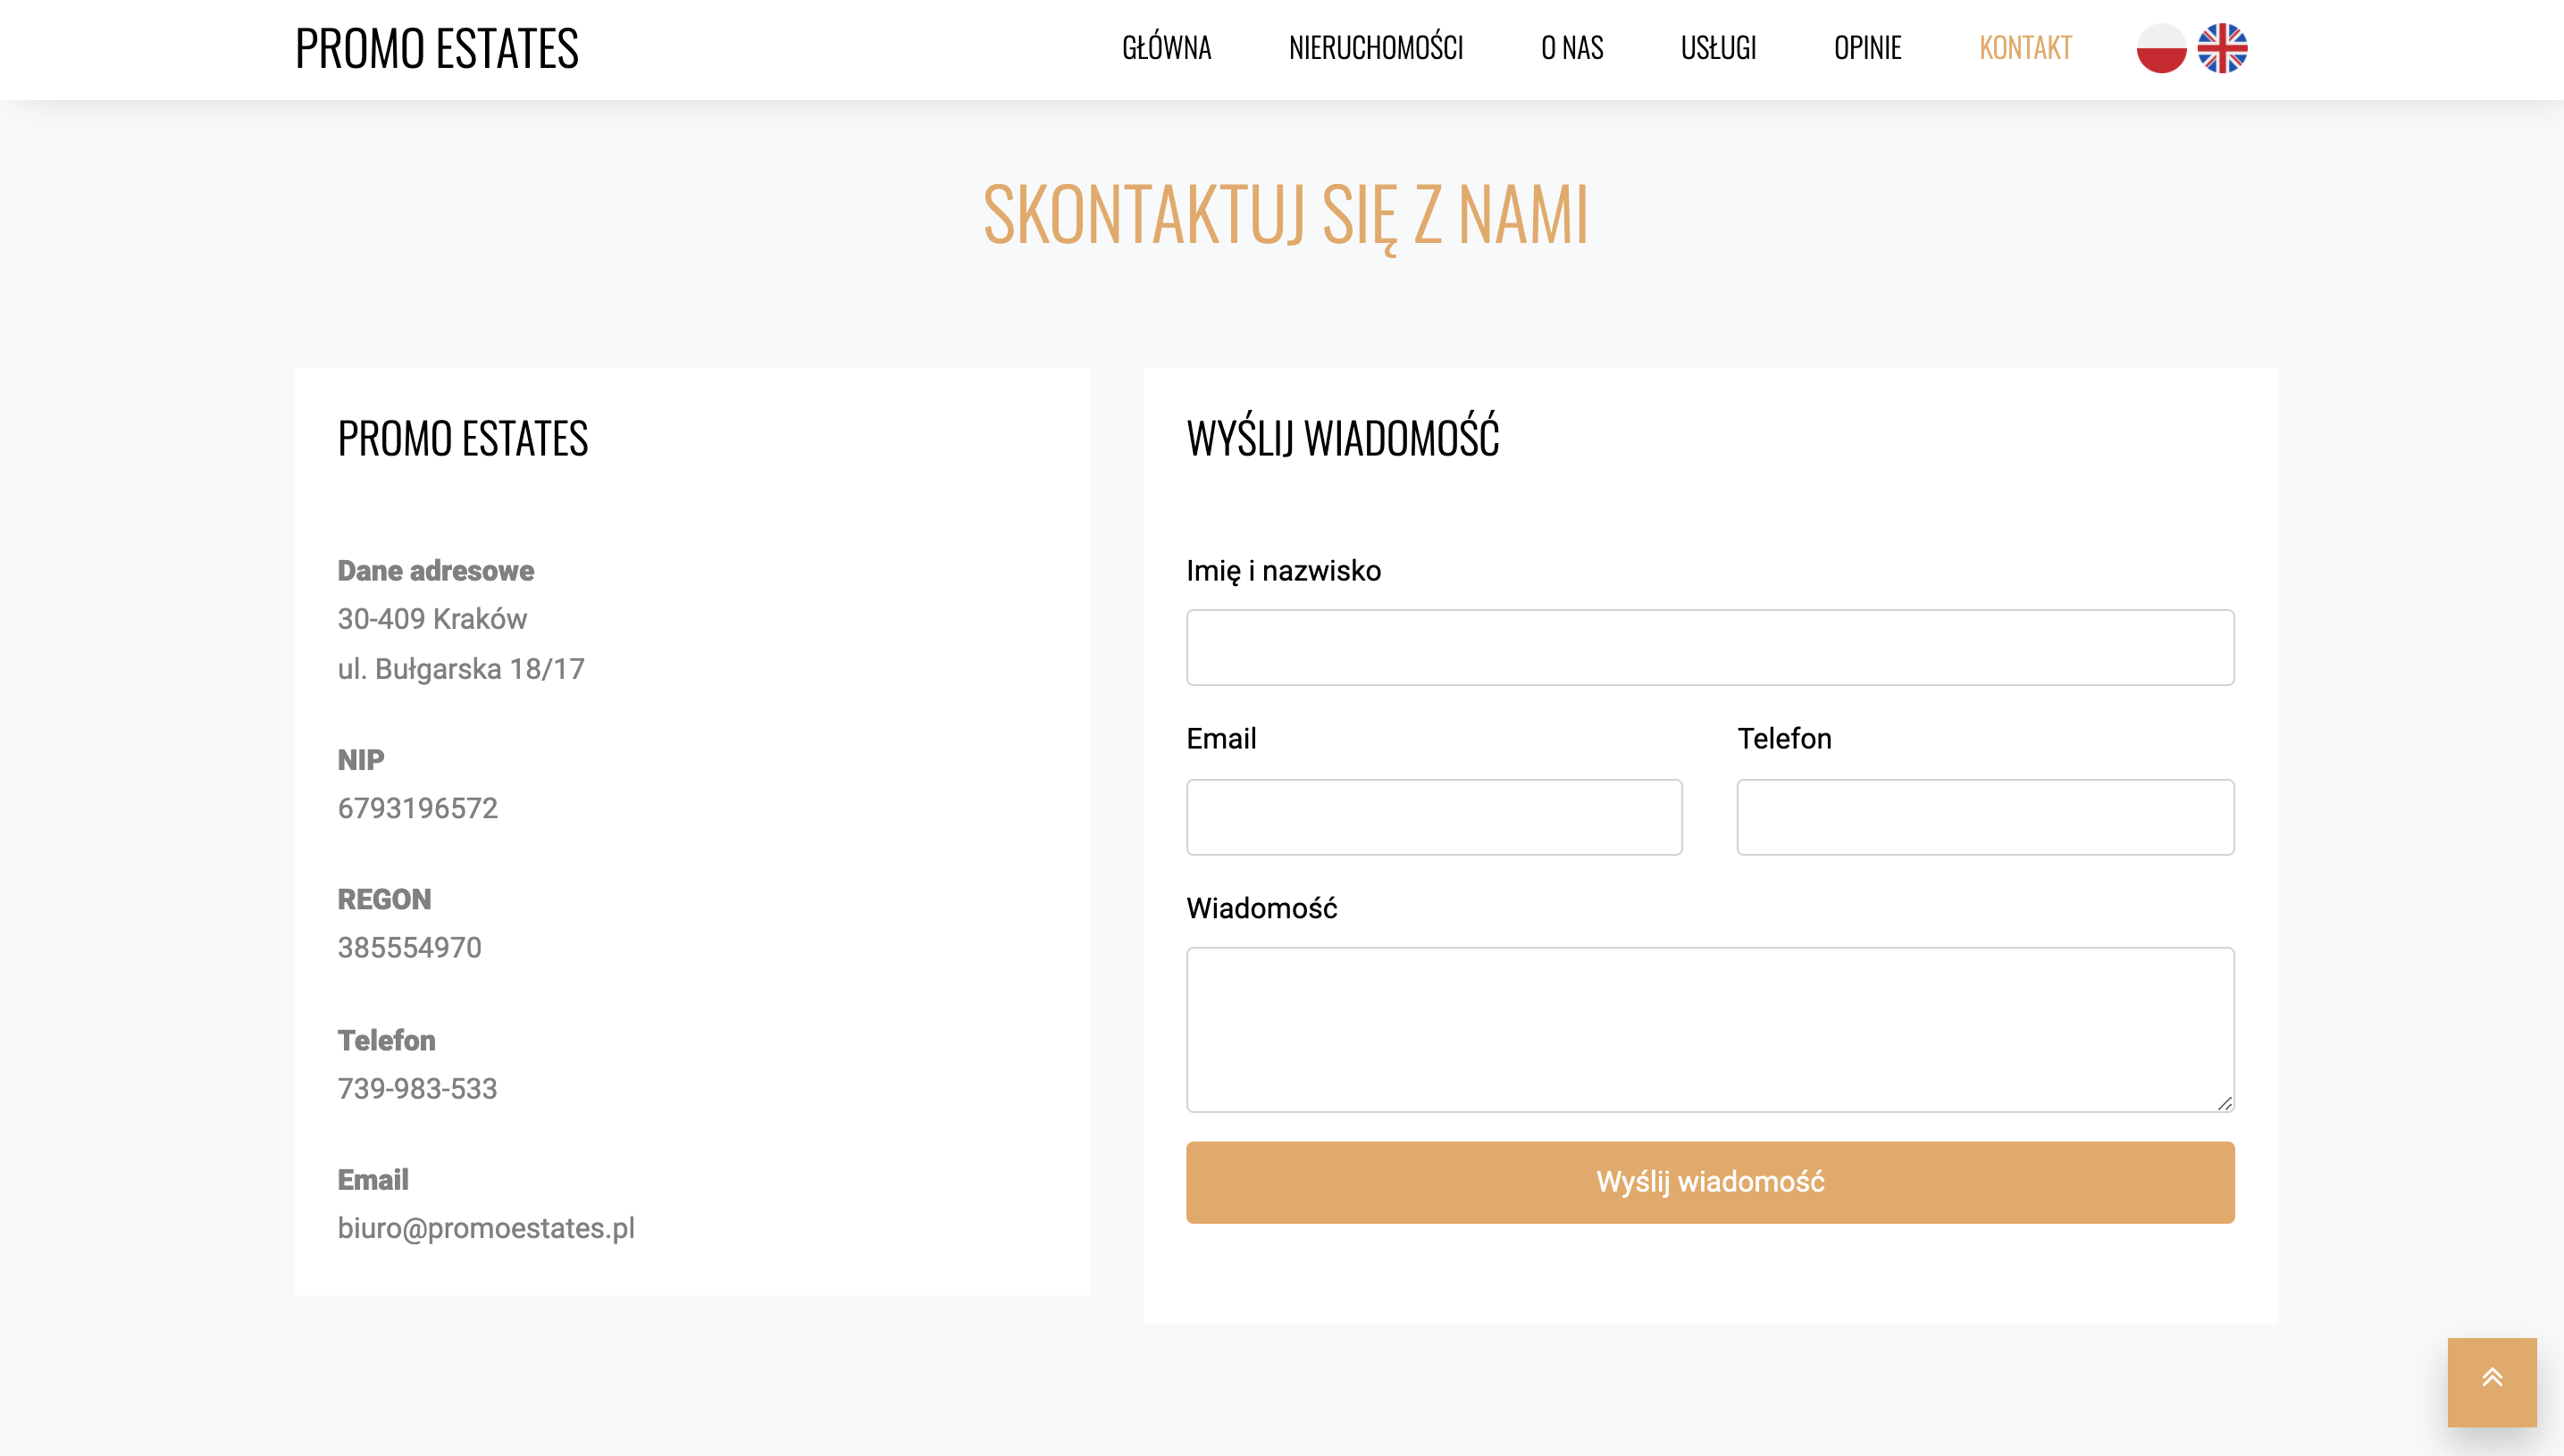 PROMO ESTATES
GŁÓWNA NIERUCHOMOŚCI O NAS USŁUGI OPINIE KONTAKT
SKONTAKTUJ SIĘ Z NAMI
PROMO ESTATES
Dane adresowe
30-409 Kraków
ul. Bułgarska 18/17
NIP
6793196572
REGON
385554970
Telefon
739-983-533
Email
biuro@promoestates.pl
WYŚLIJ WIADOMOŚĆ
Imię i nazwisko
Email Telefon
Wiadomość
Wyślij wiadomość